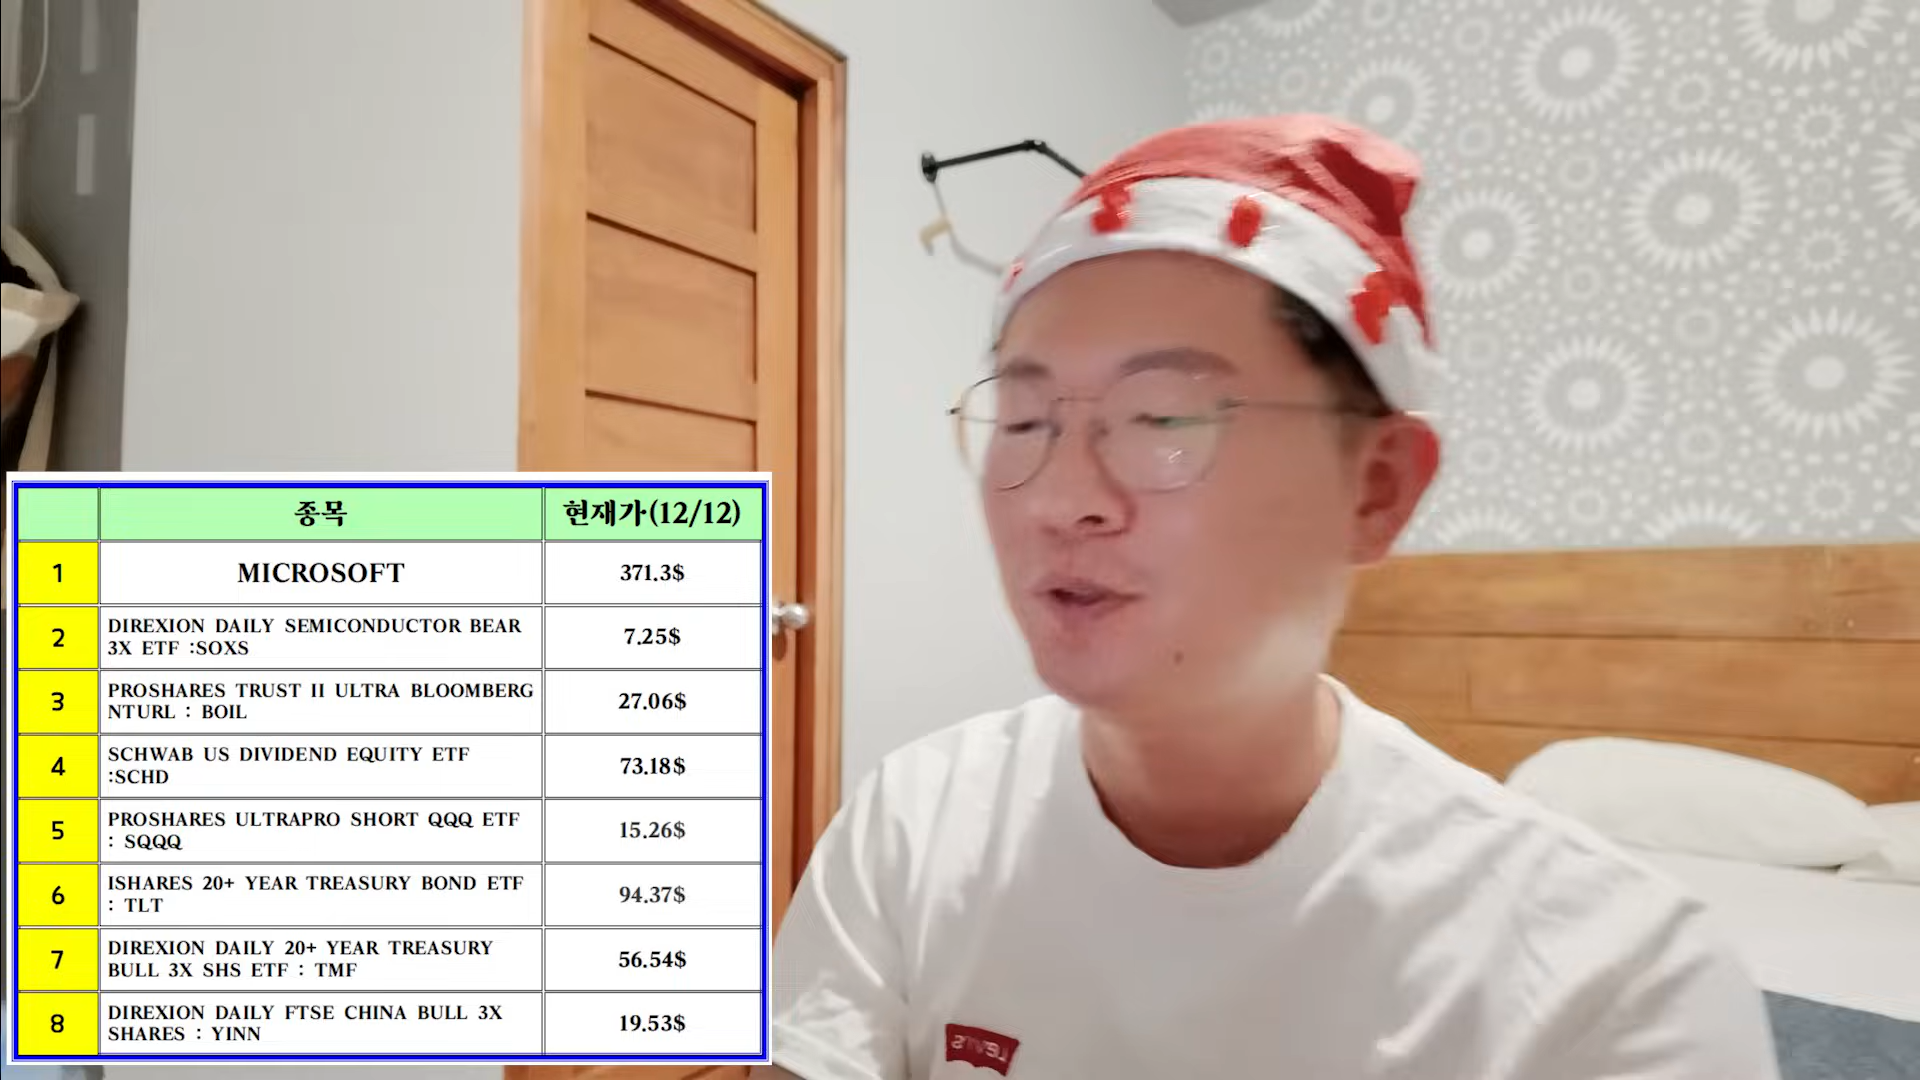 종목
현재가(12/12)
1
MICROSOFT
371.3$
2
DIREXION DAILY SEMICONDUCTOR BEAR
3X ETF :SOXS
7.25$
3
PROSHARES TRUST II ULTRA BLOOMBERG
NTURL : BOIL
27.06$
4
SCHWAB US DIVIDEND EQUITY ETF
:SCHD
73.18$
5
PROSHARES ULTRAPRO SHORT QQQ ETF
: SQQQ
15.26$
6
ISHARES 20+ YEAR TREASURY BOND ETF
: TLT
94.37$
7
DIREXION DAILY 20+ YEAR TREASURY
BULL 3X SHS ETF : TMF
56.54$
8
DIREXION DAILY FTSE CHINA BULL 3X
SHARES : YINN
19.53$
Levi's